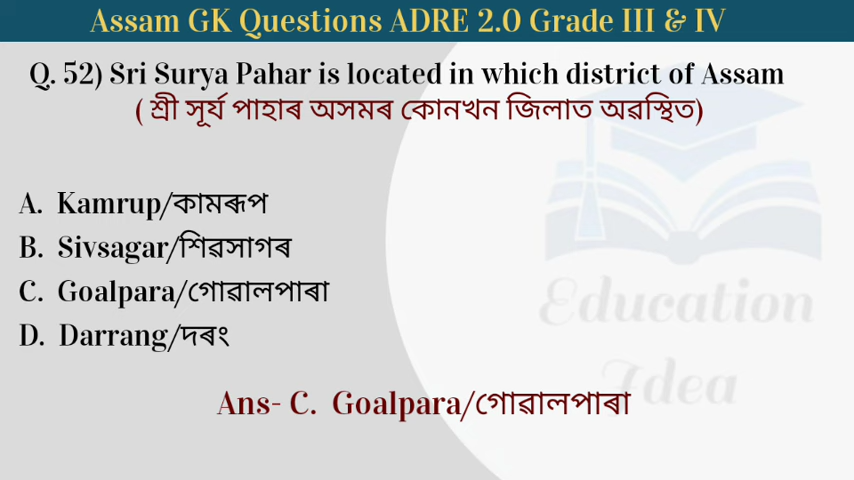 Assam GK Questions ADRE 2.0 Grade III & IV
Q. 52) Sri Surya Pahar is located in which district of Assam
( শ্ৰী সূৰ্য পাহাৰ অসমৰ কোনখন জিলাত অৱস্থিত)
A. Kamrup/কামৰূপ
B. Sivsagar/শিৱসাগৰ
C. Goalpara/গোৱালপাৰা
D. Darrang/দৰং
Education
Idea
Ans- C. Goalpara/গোৱালপাৰা